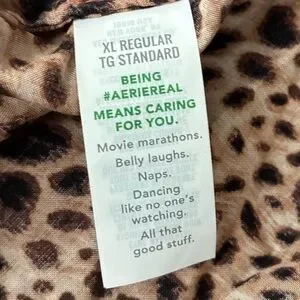 XL REGULAR
TG STANDARD
BEING
#AERIEREAL
MEANS CARING
FOR YOU.
Movie marathons.
Belly laughs.
Naps.
Dancing
like no one's
watching.
All that
good stuff.